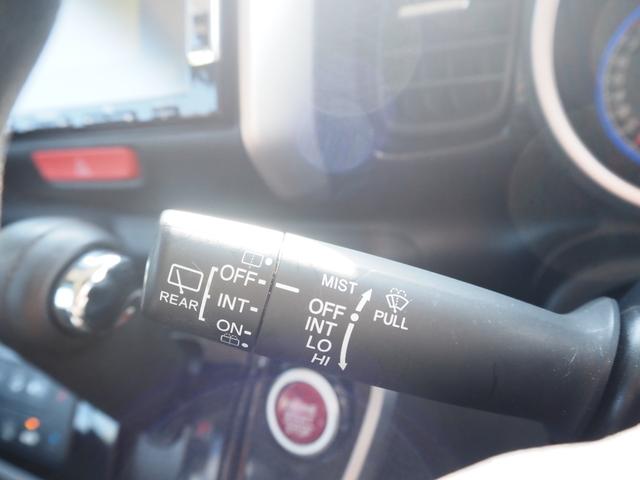 REAR
OFF
INT
ON
MIST
OFF
INT
LO
HI
PULL